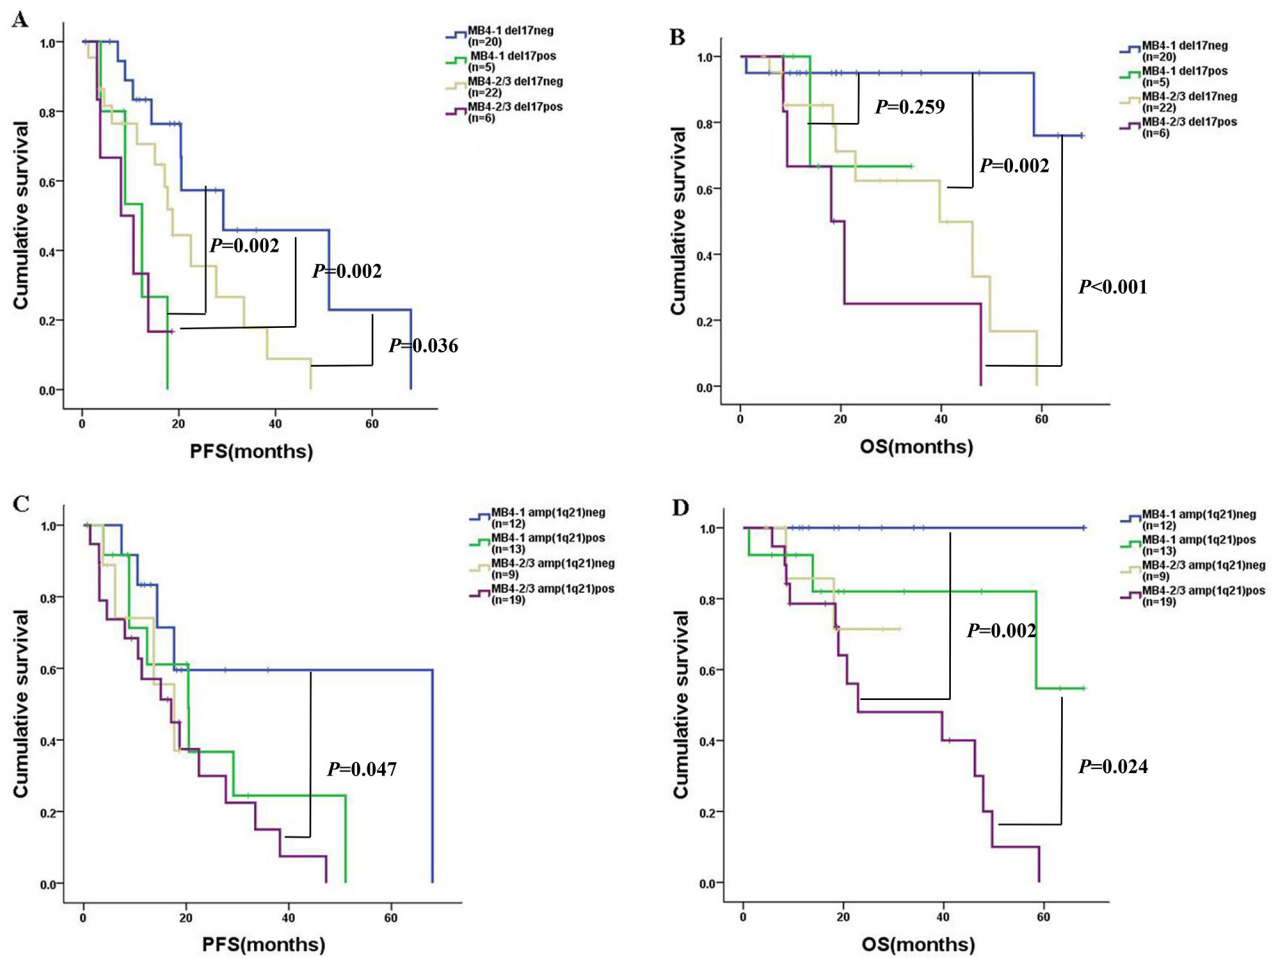 A
MB4-1 del17neg
(n=20)
MB4-1 del17pos
(n=5)
MB4-2/3 del17neg
(n=22)
MB4-2/3 del17pos
(n=6)
1.0
0.8
0.6
0.4
0.2
0.0
Cumulative survival
P=0.002
P=0.002
P=0.036
0
20
40
60
PFS(months)
B
MB4-1 del17neg
(n=20)
MB4-1 del17pos
(n=5)
MB4-2/3 del17neg
(n=22)
MB4-2/3 del17pos
(n=6)
1.0
0.8
0.6
0.4
0.2
0.0
Cumulative survival
P=0.259
P=0.002
P<0.001
0
20
40
60
OS(months)
C
MB4-1 amp(1q21)neg
(n=12)
MB4-1 amp(1q21)pos
(n=13)
MB4-2/3 amp(1q21)neg
(n=9)
MB4-2/3 amp(1q21)pos
(n=19)
1.0
0.8
0.6
0.4
0.2
0.0
Cumulative survival
P=0.047
0
20
40
60
PFS(months)
D
MB4-1 amp(1q21)neg
(n=12)
MB4-1 amp(1q21)pos
(n=13)
MB4-2/3 amp(1q21)neg
(n=9)
MB4-2/3 amp(1q21)pos
(n=19)
1.0
0.8
0.6
0.4
0.2
0.0
Cumulative survival
P=0.002
P=0.024
0
20
40
60
OS(months)